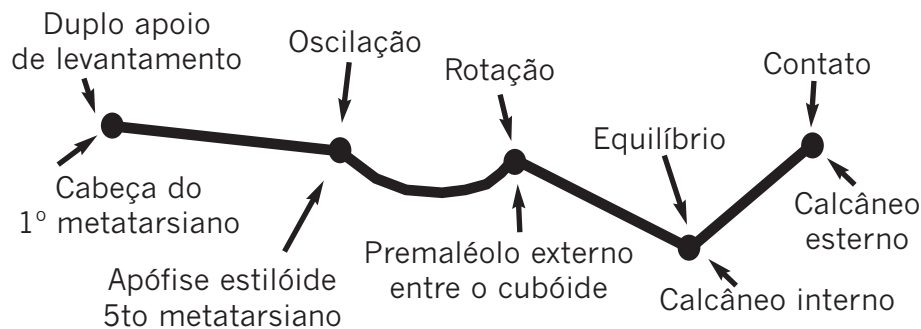 Duplo apoio
de levantamento
Oscilação
Rotação
Contato
Equilíbrio
Cabeça do
1º metatarsiano
Apófise estilóide
5to metatarsiano
Premaléolo externo
entre o cubóide
Calcâneo
esterno
Calcâneo interno